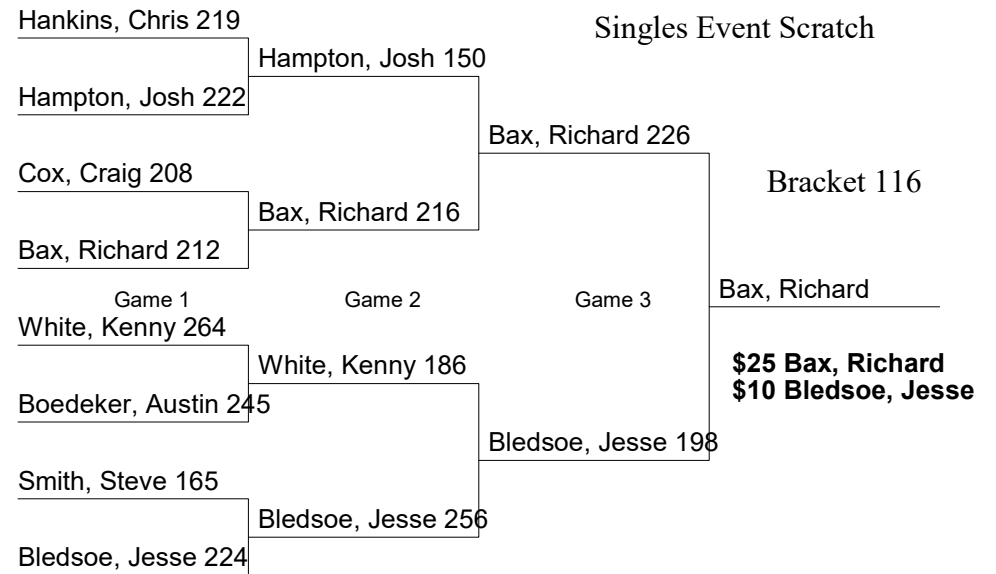 Hankins, Chris 219
Singles Event Scratch
Hampton, Josh 150
Hampton, Josh 222
Bax, Richard 226
Cox, Craig 208
Bracket 116
Bax, Richard 216
Bax, Richard 212
Game 1
Game 2
Game 3
Bax, Richard
White, Kenny 264
White, Kenny 186
$25 Bax, Richard
$10 Bledsoe, Jesse
Boedeker, Austin 245
Bledsoe, Jesse 198
Smith, Steve 165
Bledsoe, Jesse 256
Bledsoe, Jesse 224